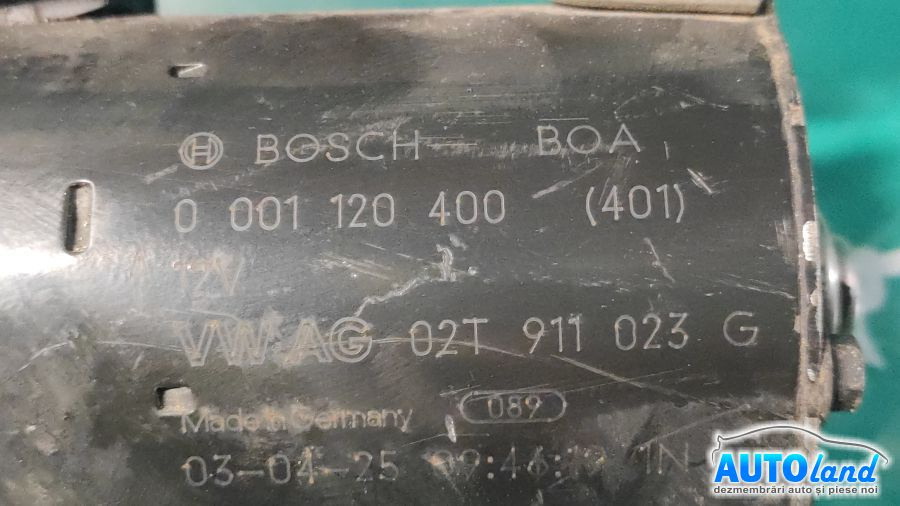 BOSCH BOA
0 001 120 400 (401)
12V
VW AG 02T 911 023 G
Made in Germany 089
03-04-25 1N
AUTOland
dezmembrări auto și piese noi